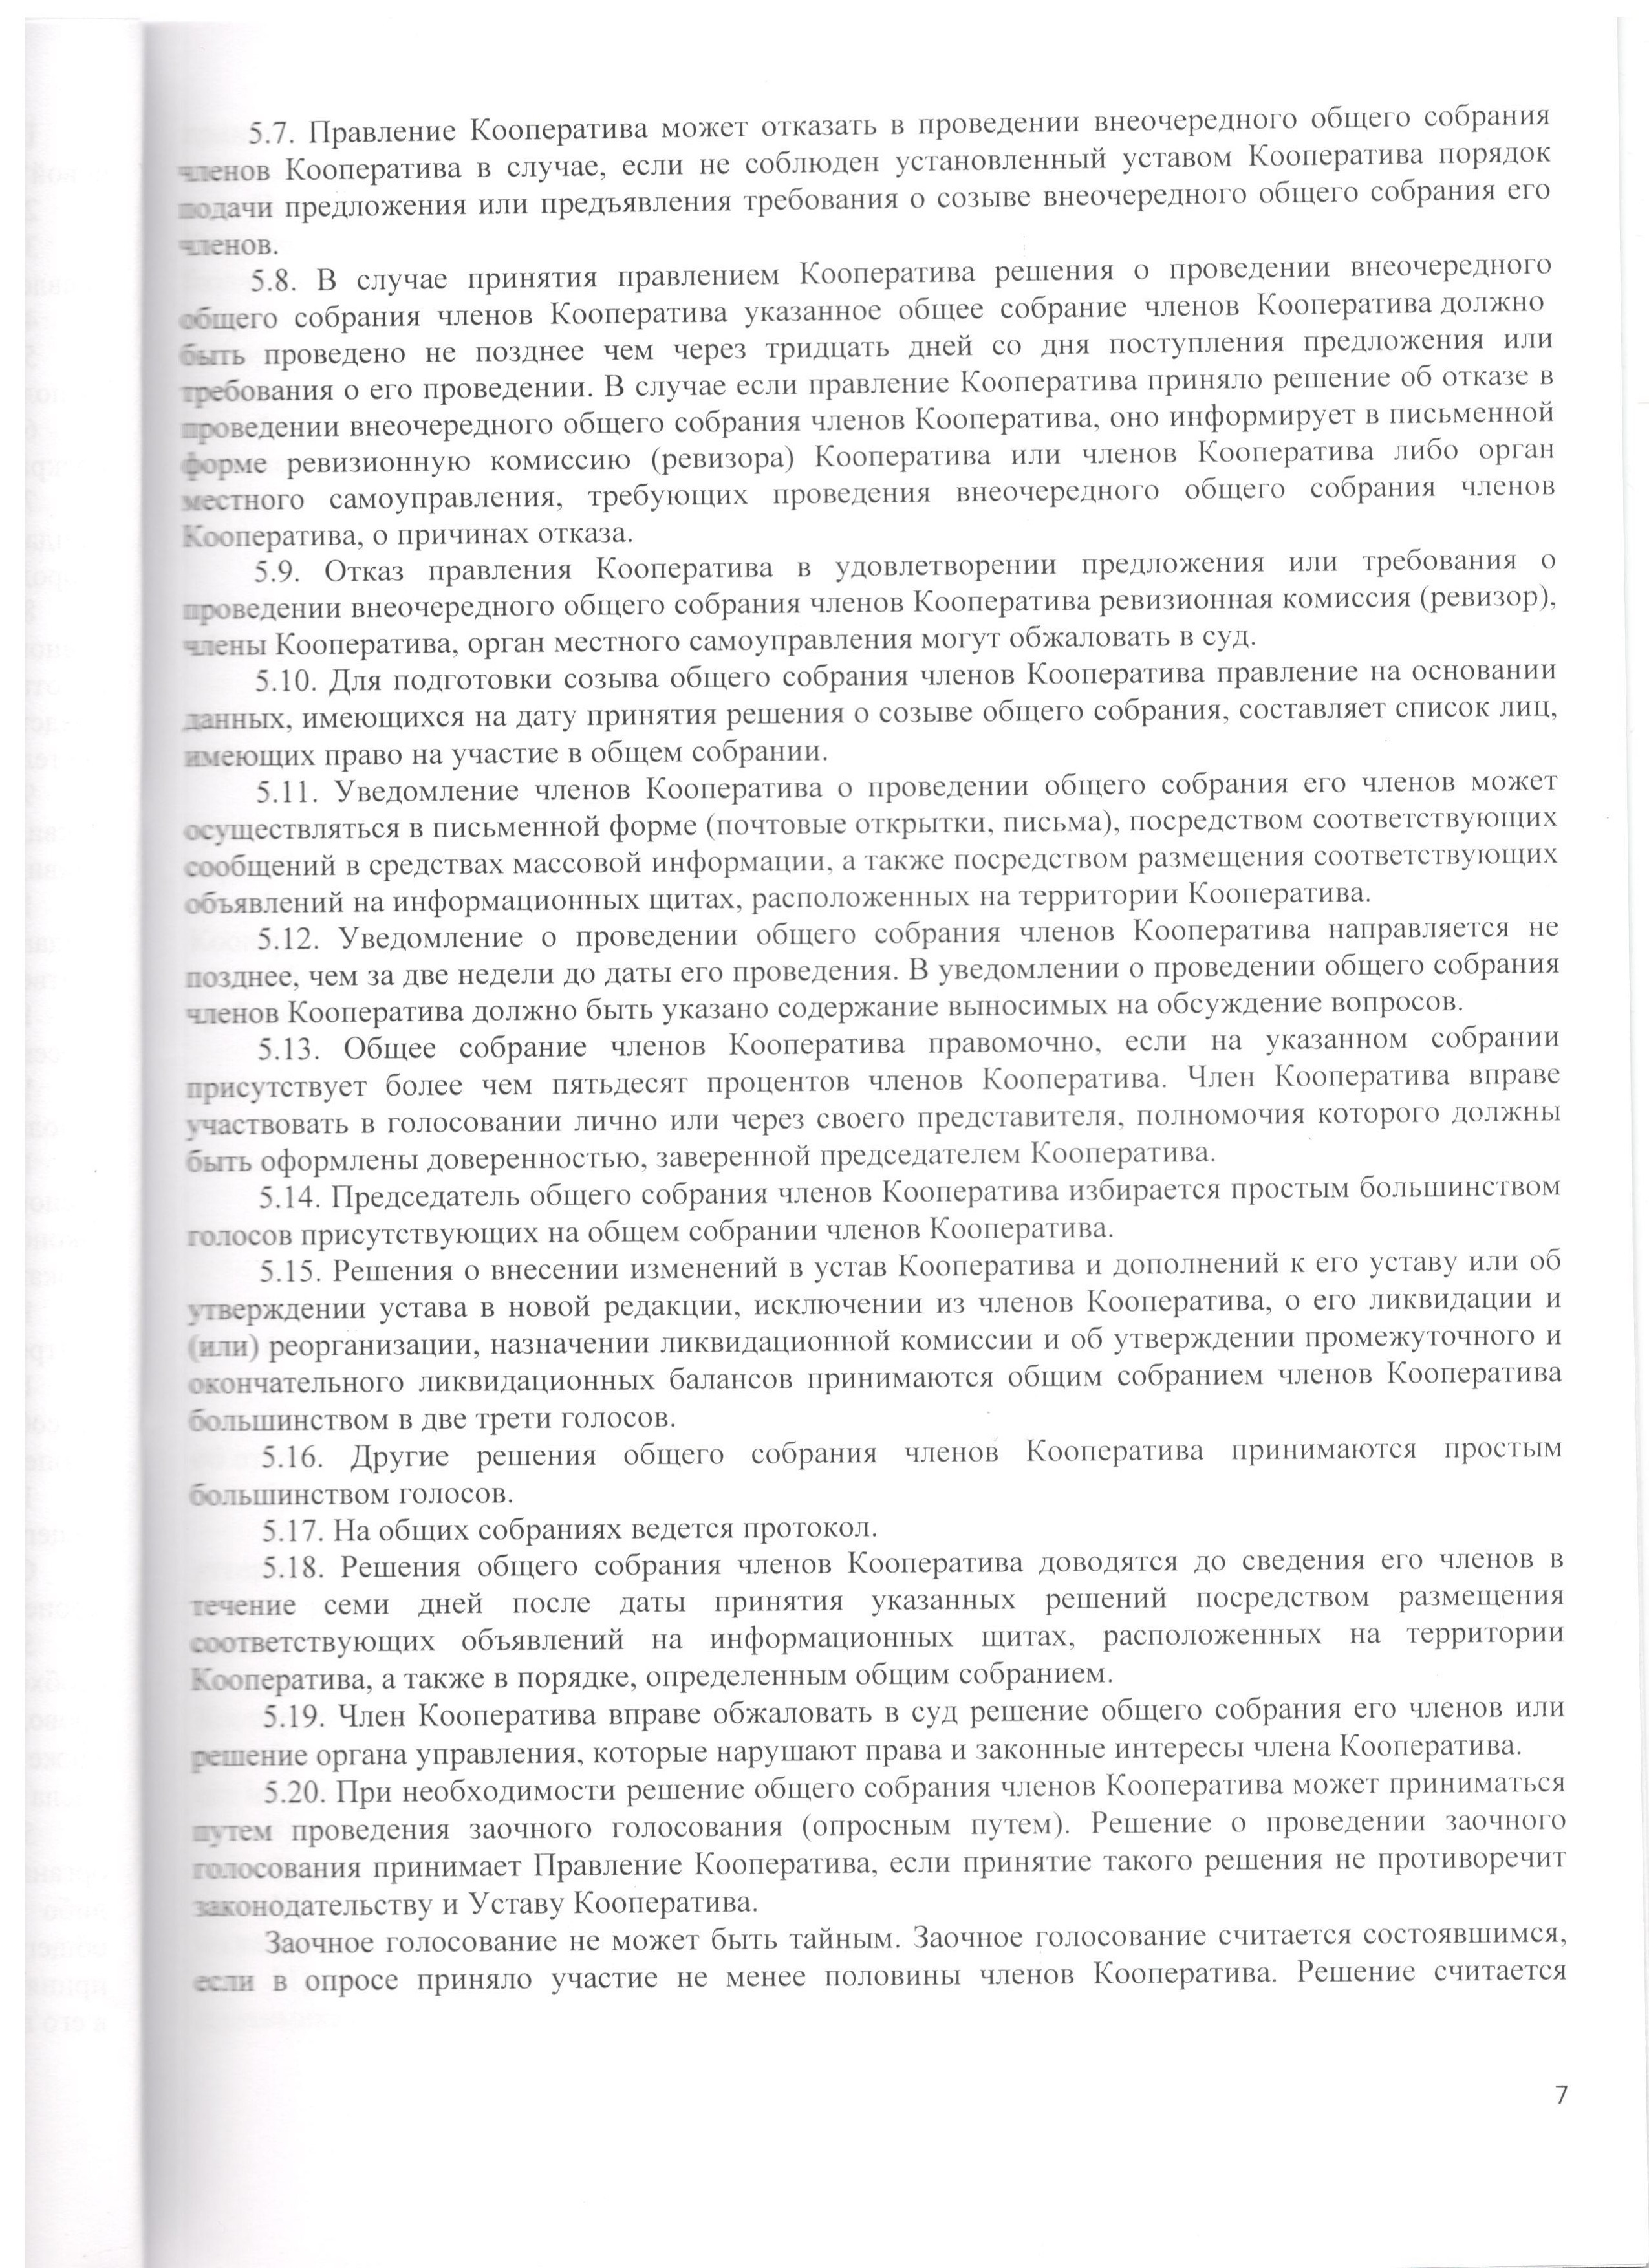 5.7. Правление Кооператива может отказать в проведении внеочередного общего собрания
членов Кооператива в случае, если не соблюден установленный уставом Кооператива порядок
подачи предложения или предъявления требования о созыве внеочередного общего собрания его
членов.
5.8. В случае принятия правлением Кооператива решения о проведении внеочередного
общего собрания членов Кооператива указанное общее собрание членов Кооператива должно
быть проведено не позднее чем через тридцать дней со дня поступления предложения или
требования о его проведении. В случае если правление Кооператива приняло решение об отказе в
проведении внеочередного общего собрания членов Кооператива, оно информирует в письменной
форме ревизионную комиссию (ревизора) Кооператива или членов Кооператива либо орган
местного самоуправления, требующих проведения внеочередного общего собрания членов
Кооператива, о причинах отказа.
5.9. Отказ правления Кооператива в удовлетворении предложения или требования о
проведении внеочередного общего собрания членов Кооператива ревизионная комиссия (ревизор),
члены Кооператива, орган местного самоуправления могут обжаловать в суд.
5.10. Для подготовки созыва общего собрания членов Кооператива правление на основании
данных, имеющихся на дату принятия решения о созыве общего собрания, составляет список лиц,
имеющих право на участие в общем собрании.
5.11. Уведомление членов Кооператива о проведении общего собрания его членов может
осуществляться в письменной форме (почтовые открытки, письма), посредством соответствующих
сообщений в средствах массовой информации, а также посредством размещения соответствующих
объявлений на информационных щитах, расположенных на территории Кооператива.
5.12. Уведомление о проведении общего собрания членов Кооператива направляется не
позднее, чем за две недели до даты его проведения. В уведомлении о проведении общего собрания
членов Кооператива должно быть указано содержание выносимых на обсуждение вопросов.
5.13. Общее собрание членов Кооператива правомочно, если на указанном собрании
присутствует более чем пятьдесят процентов членов Кооператива. Член Кооператива вправе
участвовать в голосовании лично или через своего представителя, полномочия которого должны
быть оформлены доверенностью, заверенной председателем Кооператива.
5.14. Председатель общего собрания членов Кооператива избирается простым большинством
голосов присутствующих на общем собрании членов Кооператива.
5.15. Решения о внесении изменений в устав Кооператива и дополнений к его уставу или об
утверждении устава в новой редакции, исключении из членов Кооператива, о его ликвидации и
(или) реорганизации, назначении ликвидационной комиссии и об утверждении промежуточного и
окончательного ликвидационных балансов принимаются общим собранием членов Кооператива
большинством в две трети голосов.
5.16. Другие решения общего собрания членов Кооператива принимаются простым
большинством голосов.
5.17. На общих собраниях ведется протокол.
5.18. Решения общего собрания членов Кооператива доводятся до сведения его членов в
течение семи дней после даты принятия указанных решений посредством размещения
соответствующих объявлений на информационных щитах, расположенных на территории
Кооператива, а также в порядке, определенным общим собранием.
5.19. Член Кооператива вправе обжаловать в суд решение общего собрания его членов или
решение органа управления, которые нарушают права и законные интересы члена Кооператива.
5.20. При необходимости решение общего собрания членов Кооператива может приниматься
путем проведения заочного голосования (опросным путем). Решение о проведении заочного
голосования принимает Правление Кооператива, если принятие такого решения не противоречит
законодательству и Уставу Кооператива.
Заочное голосование не может быть тайным. Заочное голосование считается состоявшимся,
если в опросе приняло участие не менее половины членов Кооператива. Решение считается
7